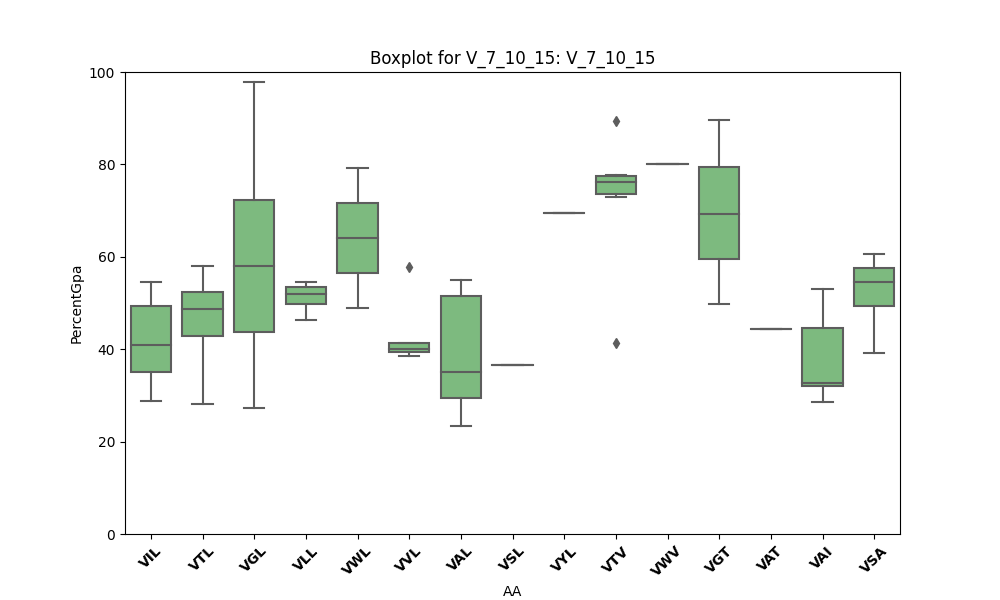 Boxplot for V_7_10_15: V_7_10_15
100
80
60
40
20
0
PercentGpa
VIL VTL VGL VLL VWL VVL VAL VSL VYL VTV VWV VGT VAT VAI VSA
AA